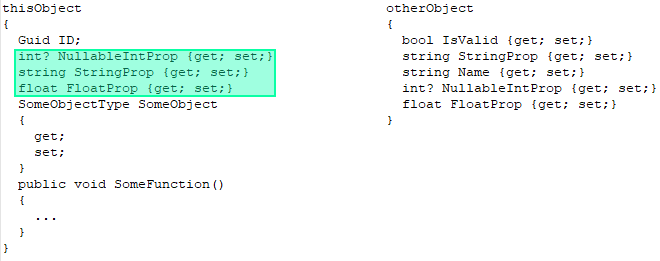 thisObject
{
  Guid ID;
  int? NullableIntProp {get; set;}
  string StringProp {get; set;}
  float FloatProp {get; set;}
  SomeObjectType SomeObject
  {
    get;
    set;
  }
  public void SomeFunction()
  {
    ...
  }
}
otherObject
{
  bool IsValid {get; set;}
  string StringProp {get; set;}
  string Name {get; set;}
  int? NullableIntProp {get; set;}
  float FloatProp {get; set;}
}